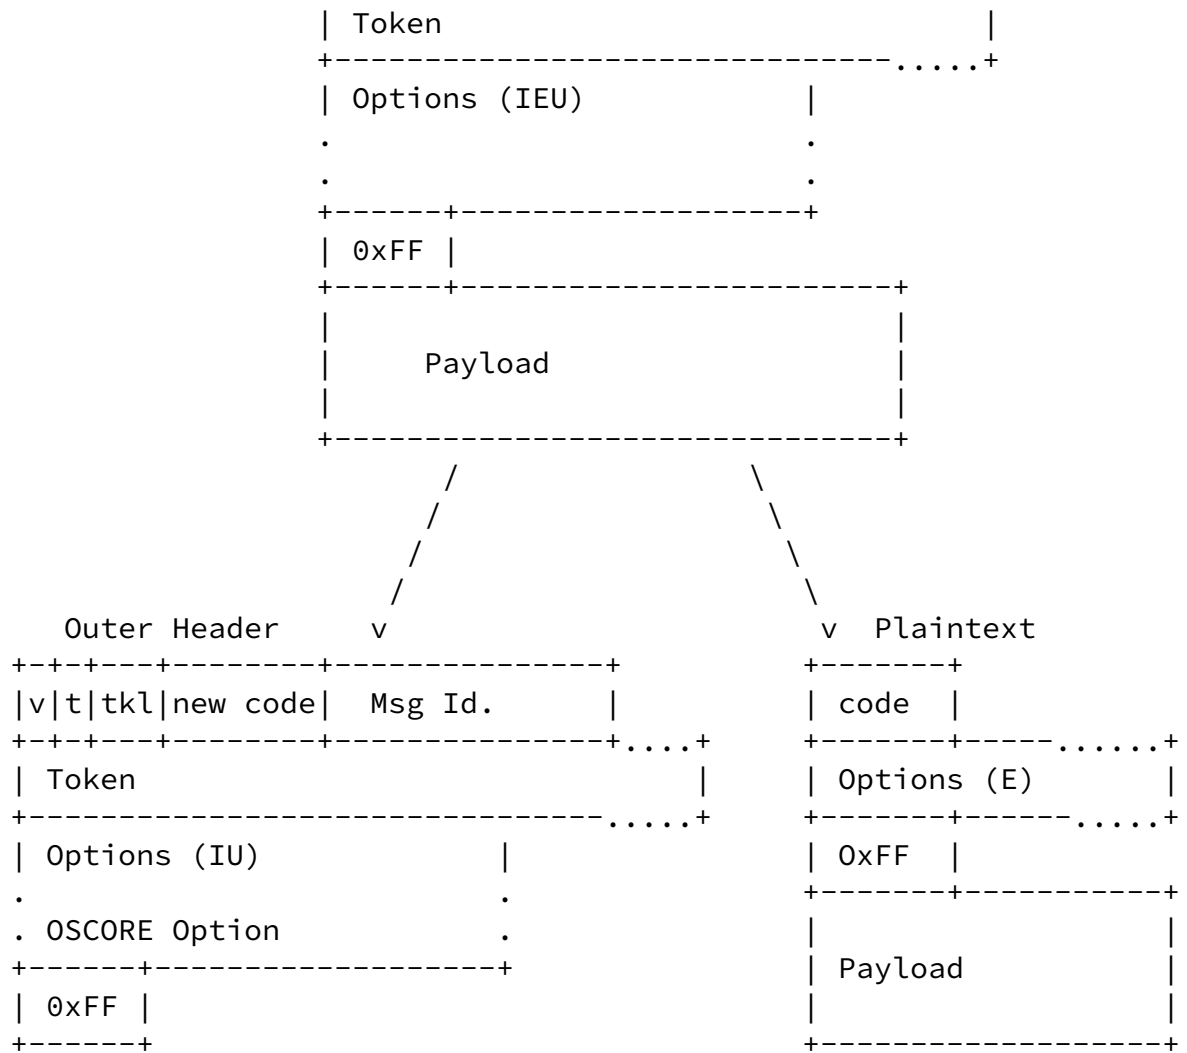 | Token                                    |
+-------------------------------.....+
| Options (IEU)              |
.                            .
.                            .
+------+-------------------+
| 0xFF |
+------+------------------------+
|                               |
|     Payload                   |
|                               |
+-------------------------------+
/ \
/ \
/ \
/ \
Outer Header     v                        v  Plaintext
+-+-+---+--------+---------------+          +-------+
|v|t|tkl|new code|  Msg Id.      |          | code  |
+-+-+---+--------+---------------+....+     +-------+-----......+
| Token                               |     | Options (E)       |
+--------------------------------.....+     +-------+------.....+
| Options (IU)             |                | OxFF  |
.                          .                +-------+-----------+
. OSCORE Option            .                |                   |
+------+-------------------+                | Payload           |
| 0xFF |                                    |                   |
+------+                                    +-------------------+